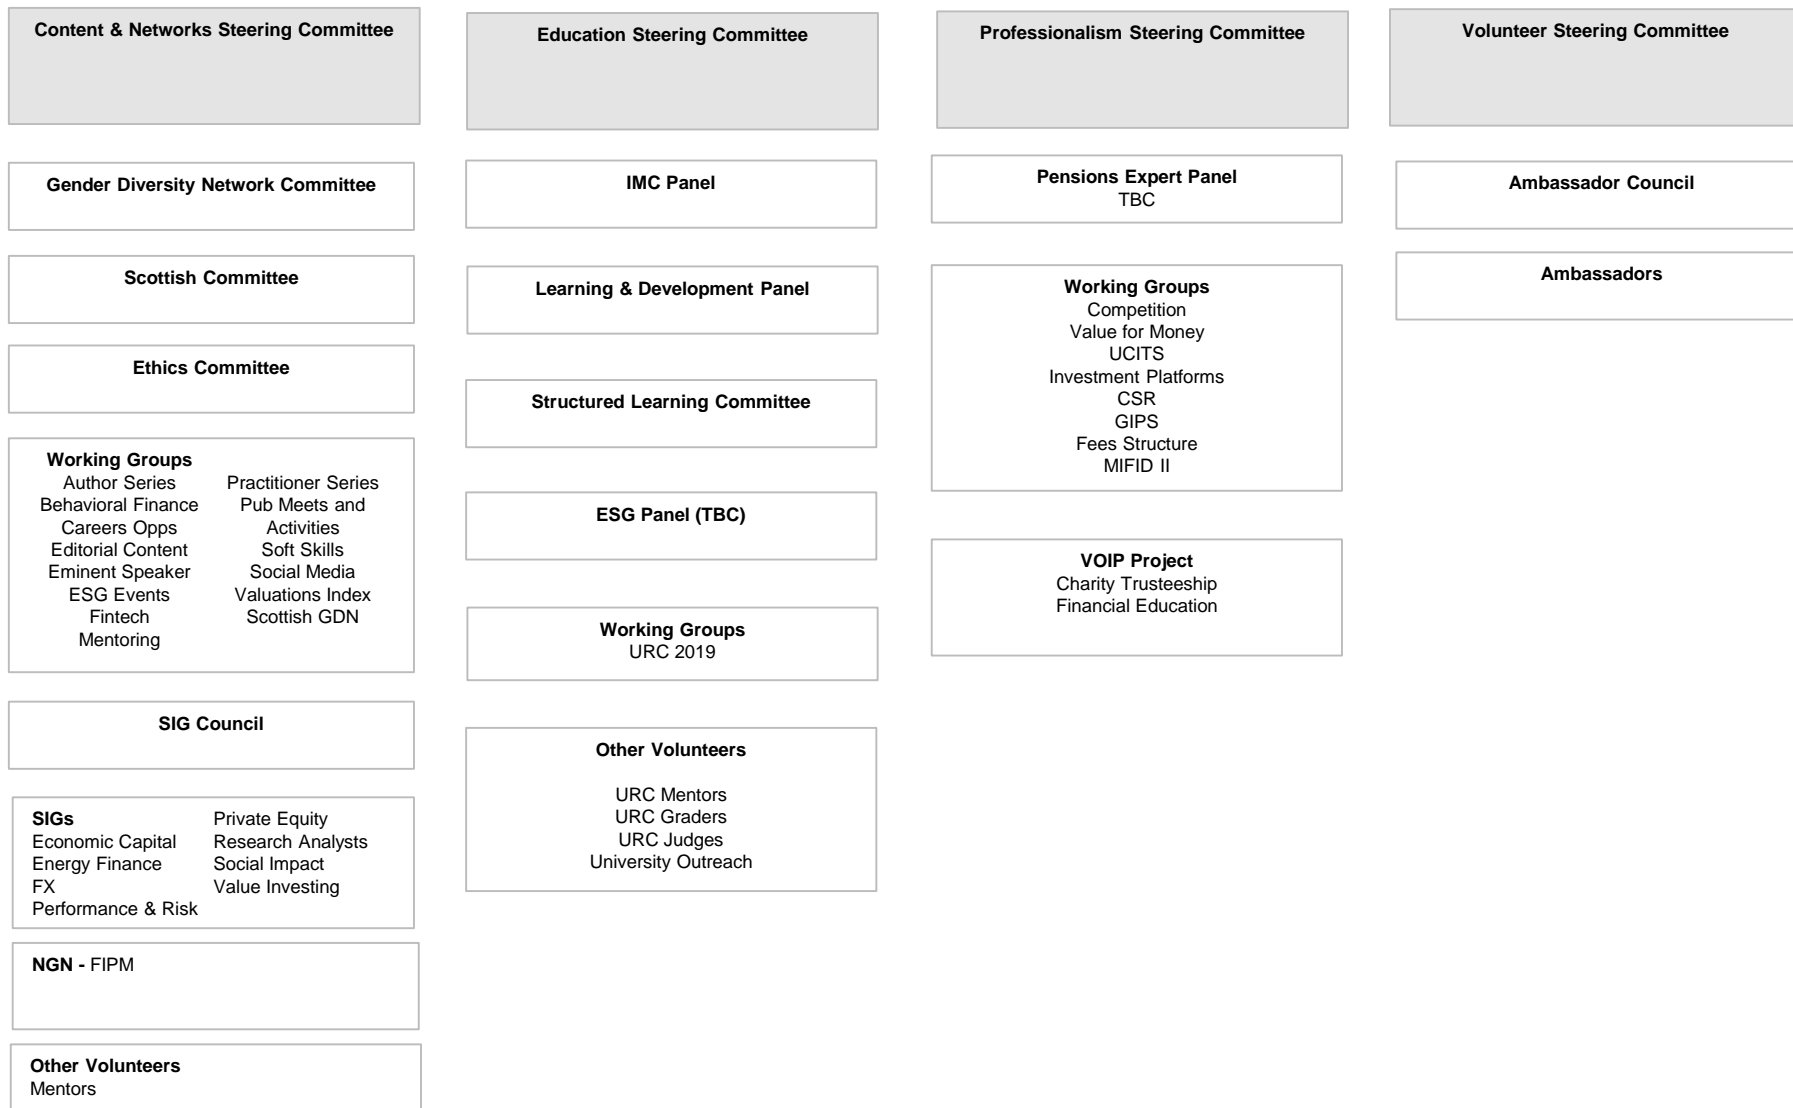 Content & Networks Steering Committee
Gender Diversity Network Committee
Scottish Committee
Ethics Committee
Working Groups
Author Series
Behavioral Finance
Careers Opps
Editorial Content
Eminent Speaker
ESG Events
Fintech
Mentoring
Practitioner Series
Pub Meets and
Activities
Soft Skills
Social Media
Valuations Index
Scottish GDN
SIG Council
SIGs
Economic Capital
Energy Finance
FX
Performance & Risk
Private Equity
Research Analysts
Social Impact
Value Investing
NGN - FIPM
Other Volunteers
Mentors
Education Steering Committee
IMC Panel
Learning & Development Panel
Structured Learning Committee
ESG Panel (TBC)
Working Groups
URC 2019
Other Volunteers
URC Mentors
URC Graders
URC Judges
University Outreach
Professionalism Steering Committee
Pensions Expert Panel
TBC
Working Groups
Competition
Value for Money
UCITS
Investment Platforms
CSR
GIPS
Fees Structure
MIFID II
VOIP Project
Charity Trusteeship
Financial Education
Volunteer Steering Committee
Ambassador Council
Ambassadors